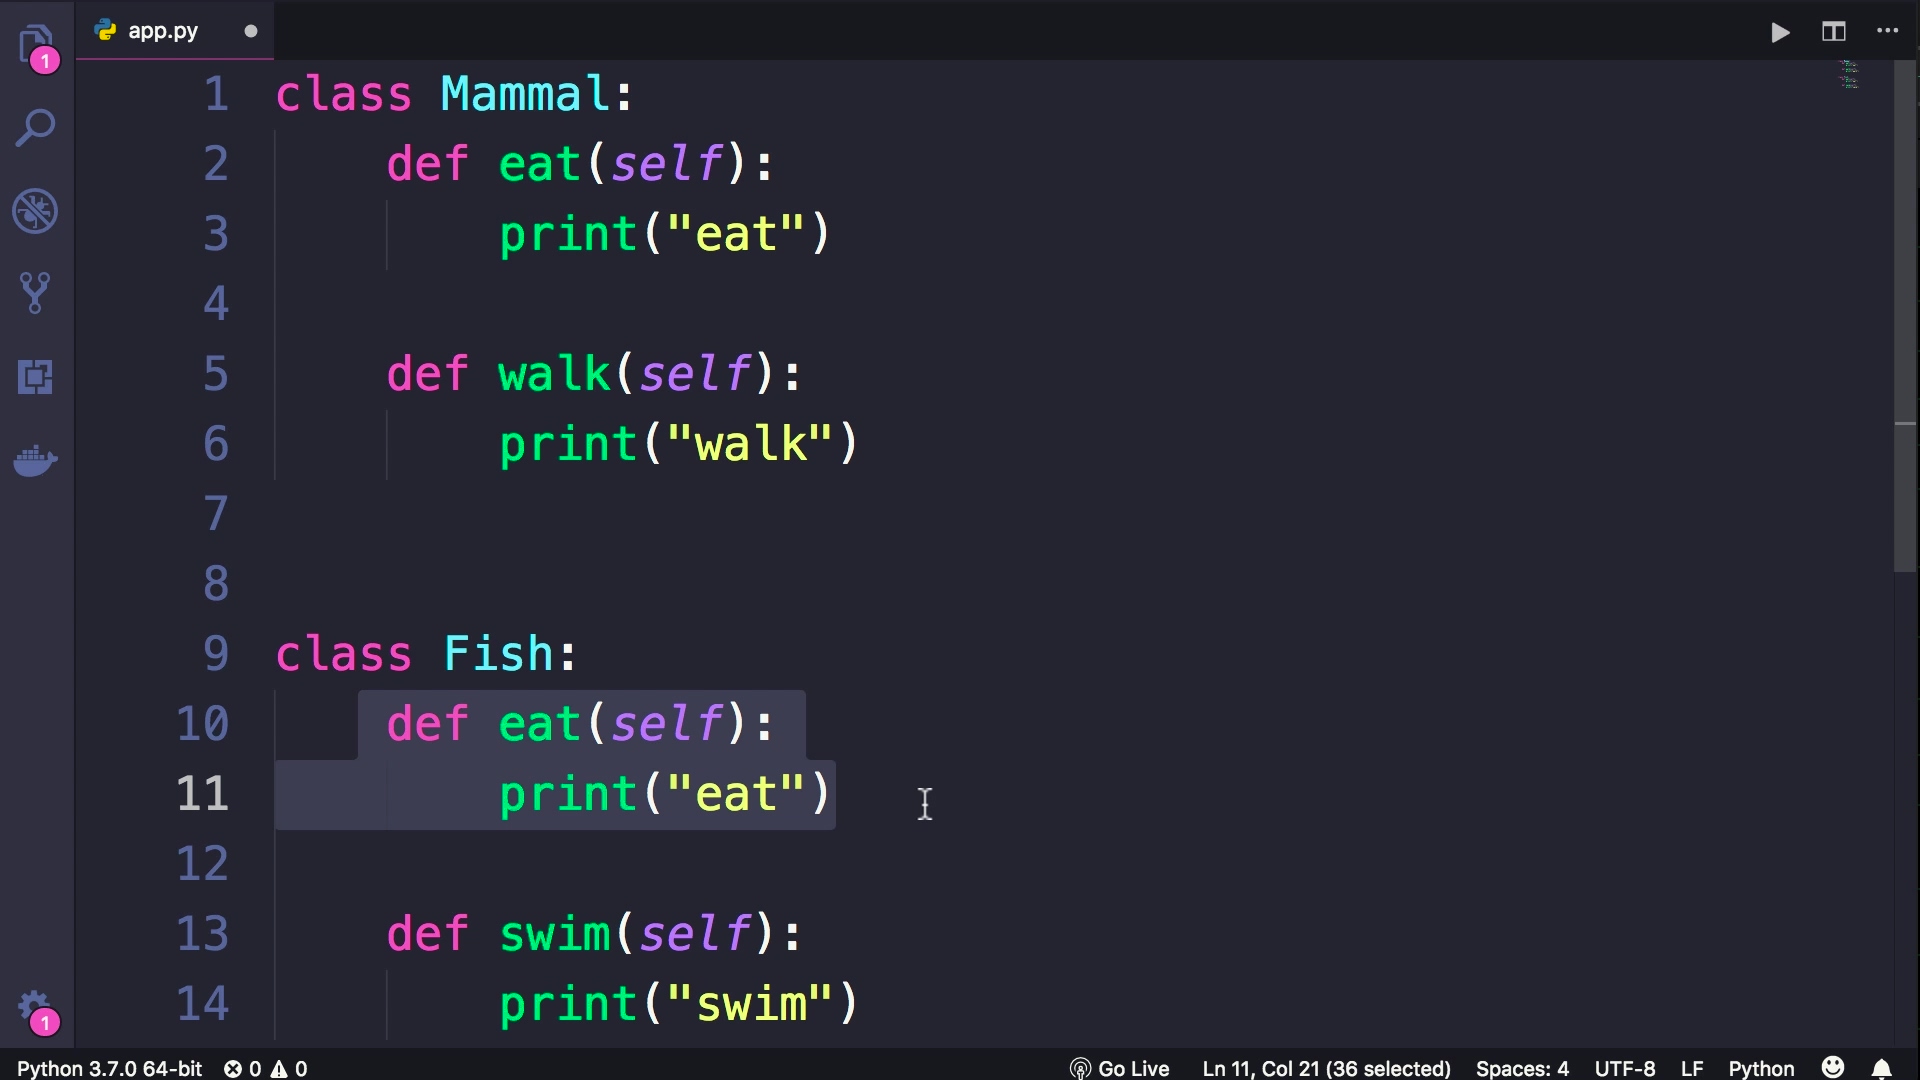 app.py
1
1 class Mammal:
2 def eat(self):
3 print("eat")
4
5 def walk(self):
6 print("walk")
7
8
9 class Fish:
10 def eat(self):
11 print("eat")
12
13 def swim(self):
14 print("swim")
1
Python 3.7.0 64-bit 0 0 Go Live Ln 11, Col 21 (36 selected) Spaces: 4 UTF-8 LF Python